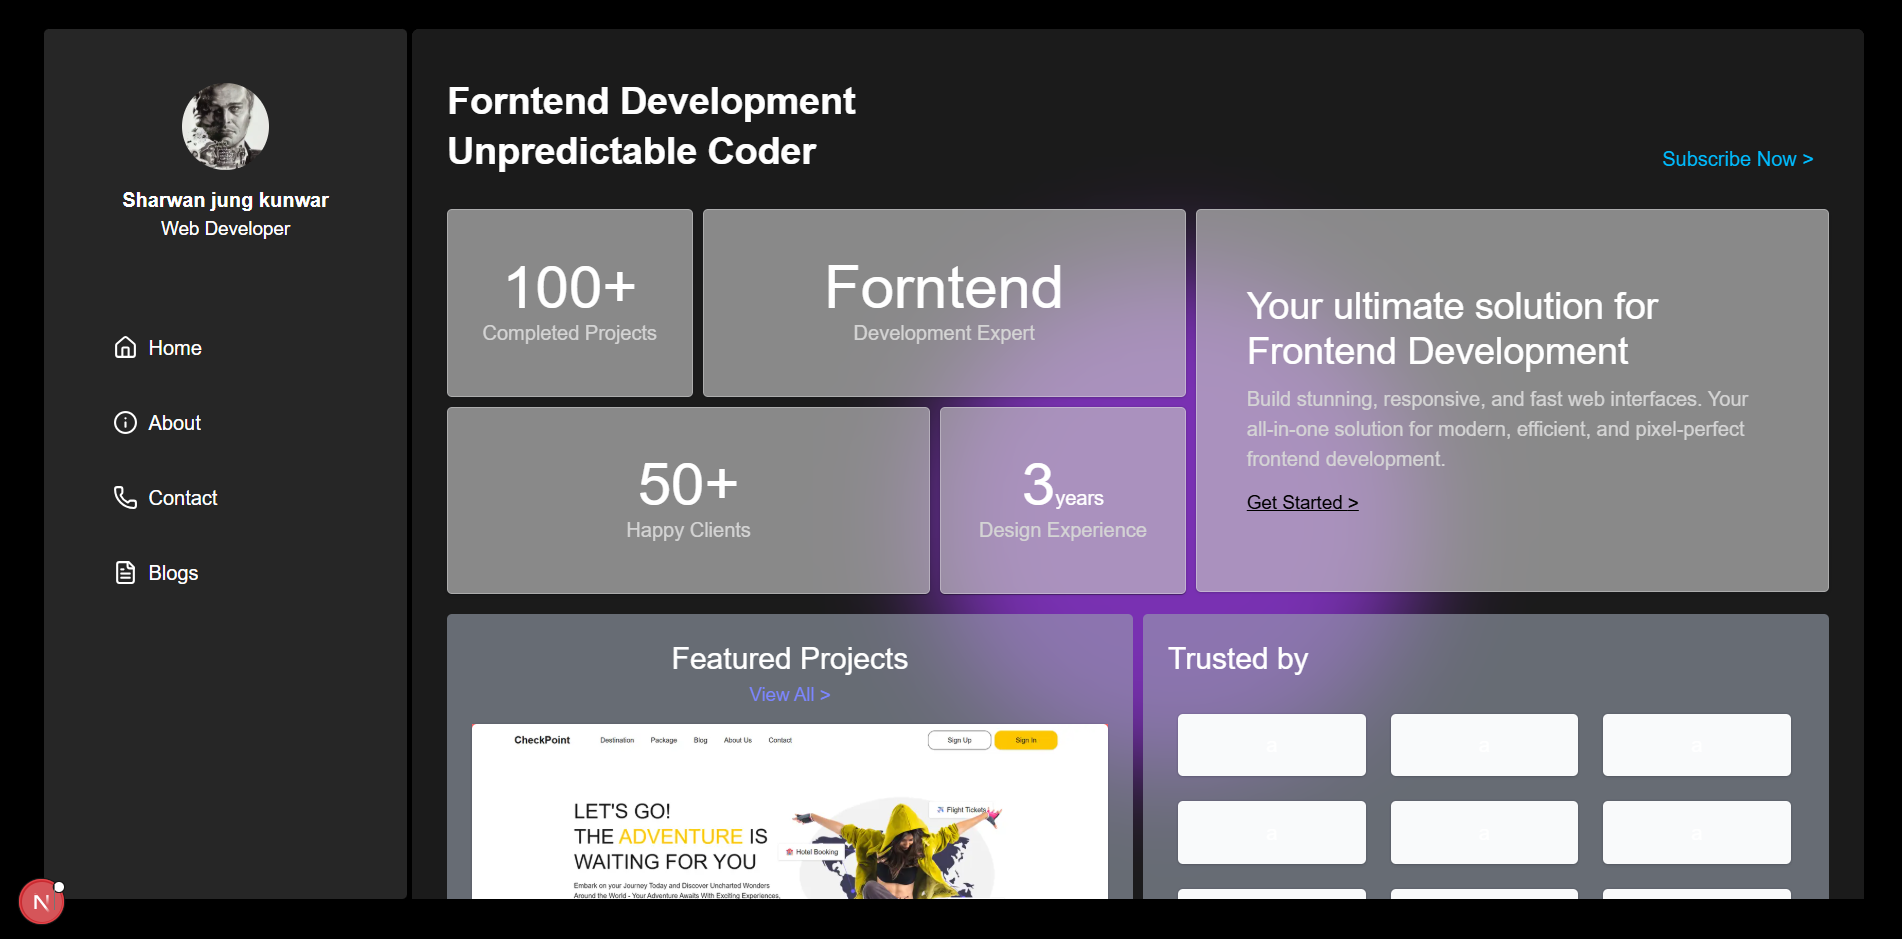 Sharwan jung kunwar
Web Developer
Home
About
Contact
Blogs
N
Forntend Development
Unpredictable Coder
Subscribe Now >
100+
Completed Projects
Forntend
Development Expert
50+
Happy Clients
3years
Design Experience
Your ultimate solution for
Frontend Development
Build stunning, responsive, and fast web interfaces. Your
all-in-one solution for modern, efficient, and pixel-perfect
frontend development.
Get Started >
Featured Projects
View All >
CheckPoint
Destination
Package
Blog
About Us
Contact
Sign Up
Sign In
LET'S GO!
THE ADVENTURE IS
WAITING FOR YOU
Embark on your Journey Today and Discover Uncharted Wonders
Around the World - Your Adventure Awaits With Exciting Experiences,
Flight Tickets
Hotel Booking
Trusted by
a
a
a
a
a
a